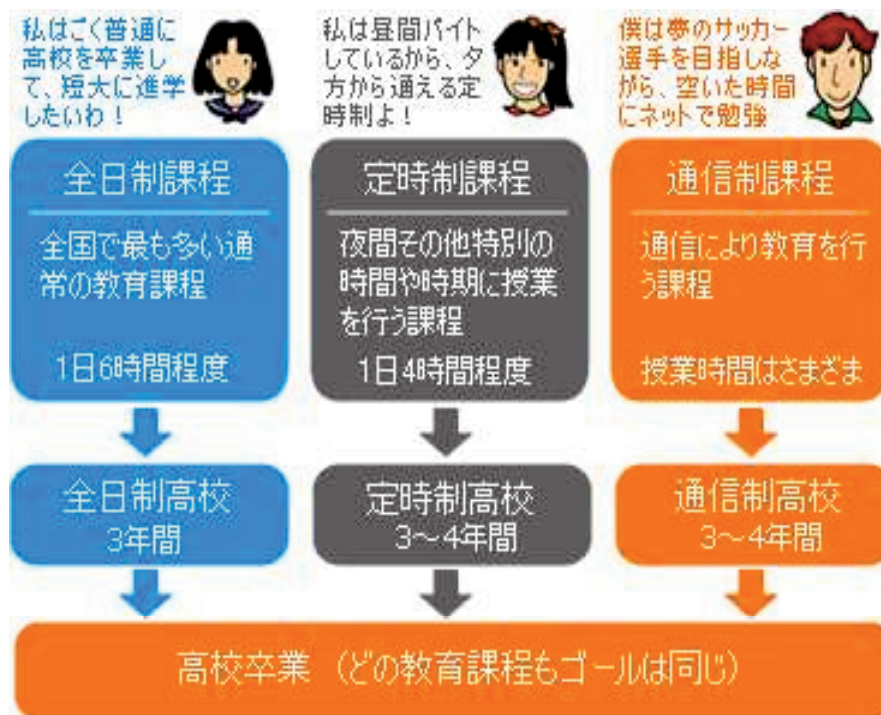 私はごく普通に
高校を卒業し
て、短大に進学
したいわ！
私は昼間バイト
しているから、夕
方から通える定
時制よ！
僕は夢のサッカー
選手を目指しな
がら、空いた時間
にネットで勉強
全日制課程
全国で最も多い通
常の教育課程
1日6時間程度
定時制課程
夜間その他特別の
時間や時期に授業
を行う課程
1日4時間程度
通信制課程
通信により教育を行
う課程
授業時間はさまざま
全日制高校
3年間
定時制高校
3～4年間
通信制高校
3～4年間
高校卒業（どの教育課程もゴールは同じ）